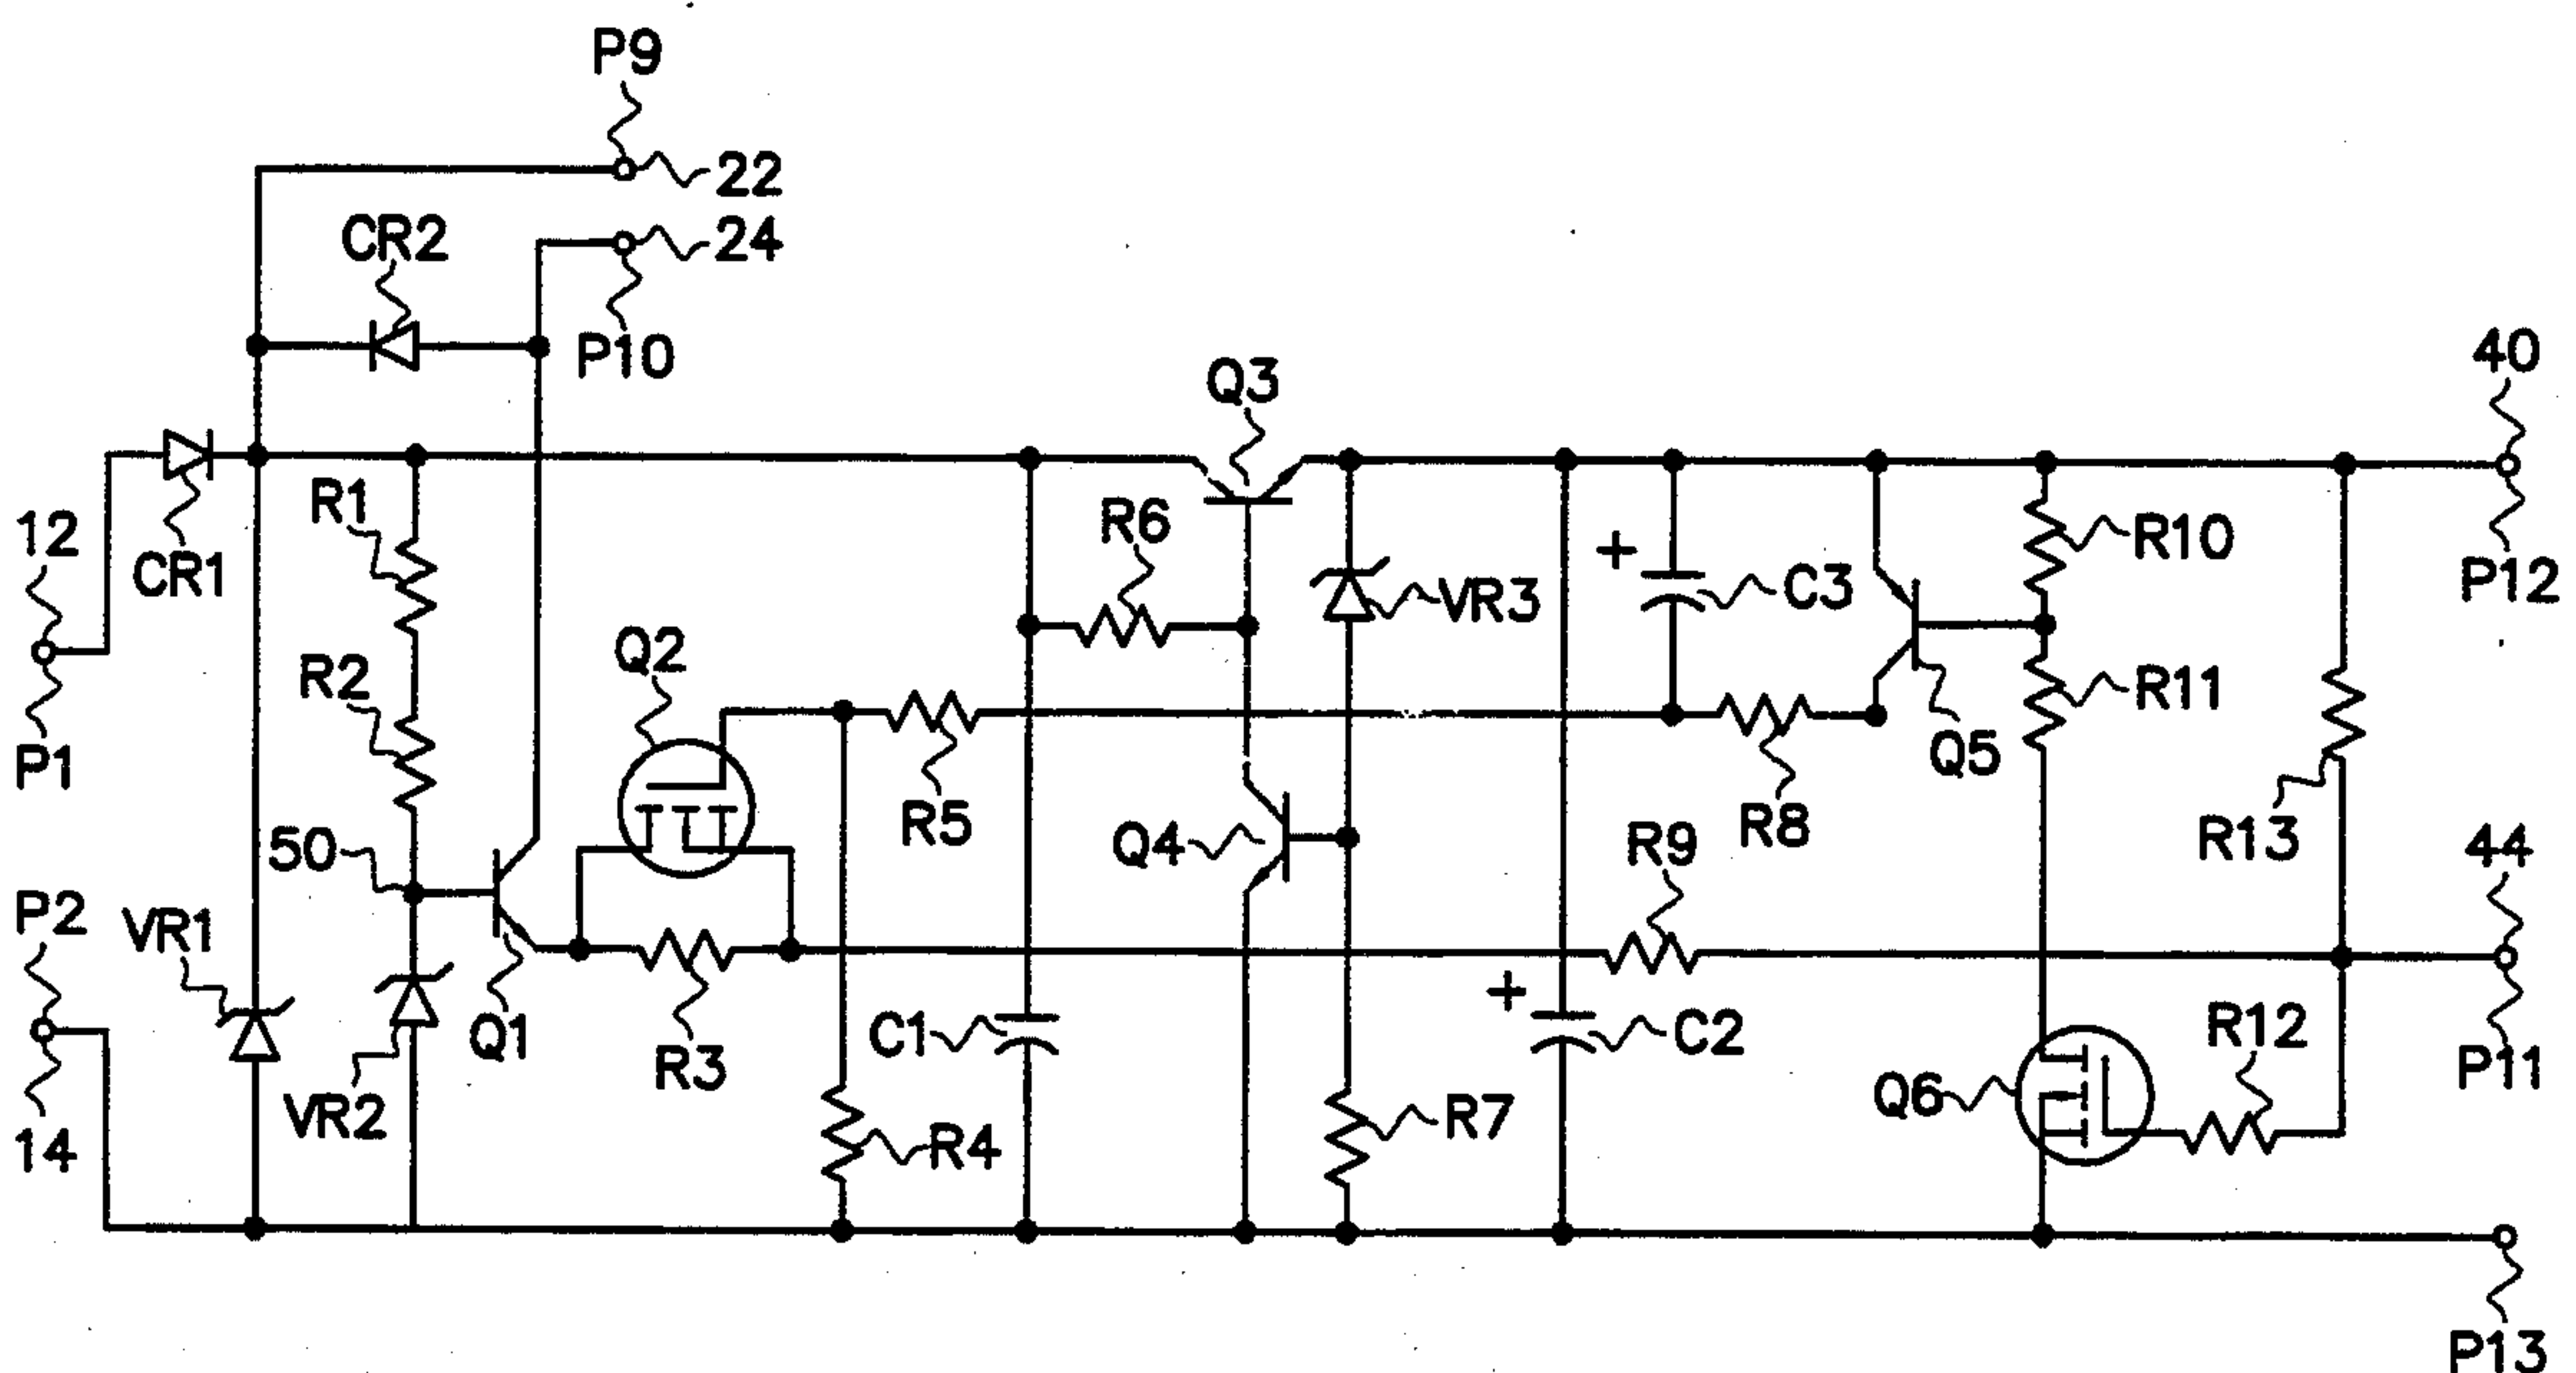 P9
22
CR2
24
P10
Q3
40
R1
R6
R10
12
CR1
C3
VR3
P12
Q2
R2
R11
P1
Q5
R5
R8
50
Q4
R9
R13
44
P2
VR1
Q1
C1
C2
R12
R3
P11
Q6
VR2
R7
14
R4
+
+
P13